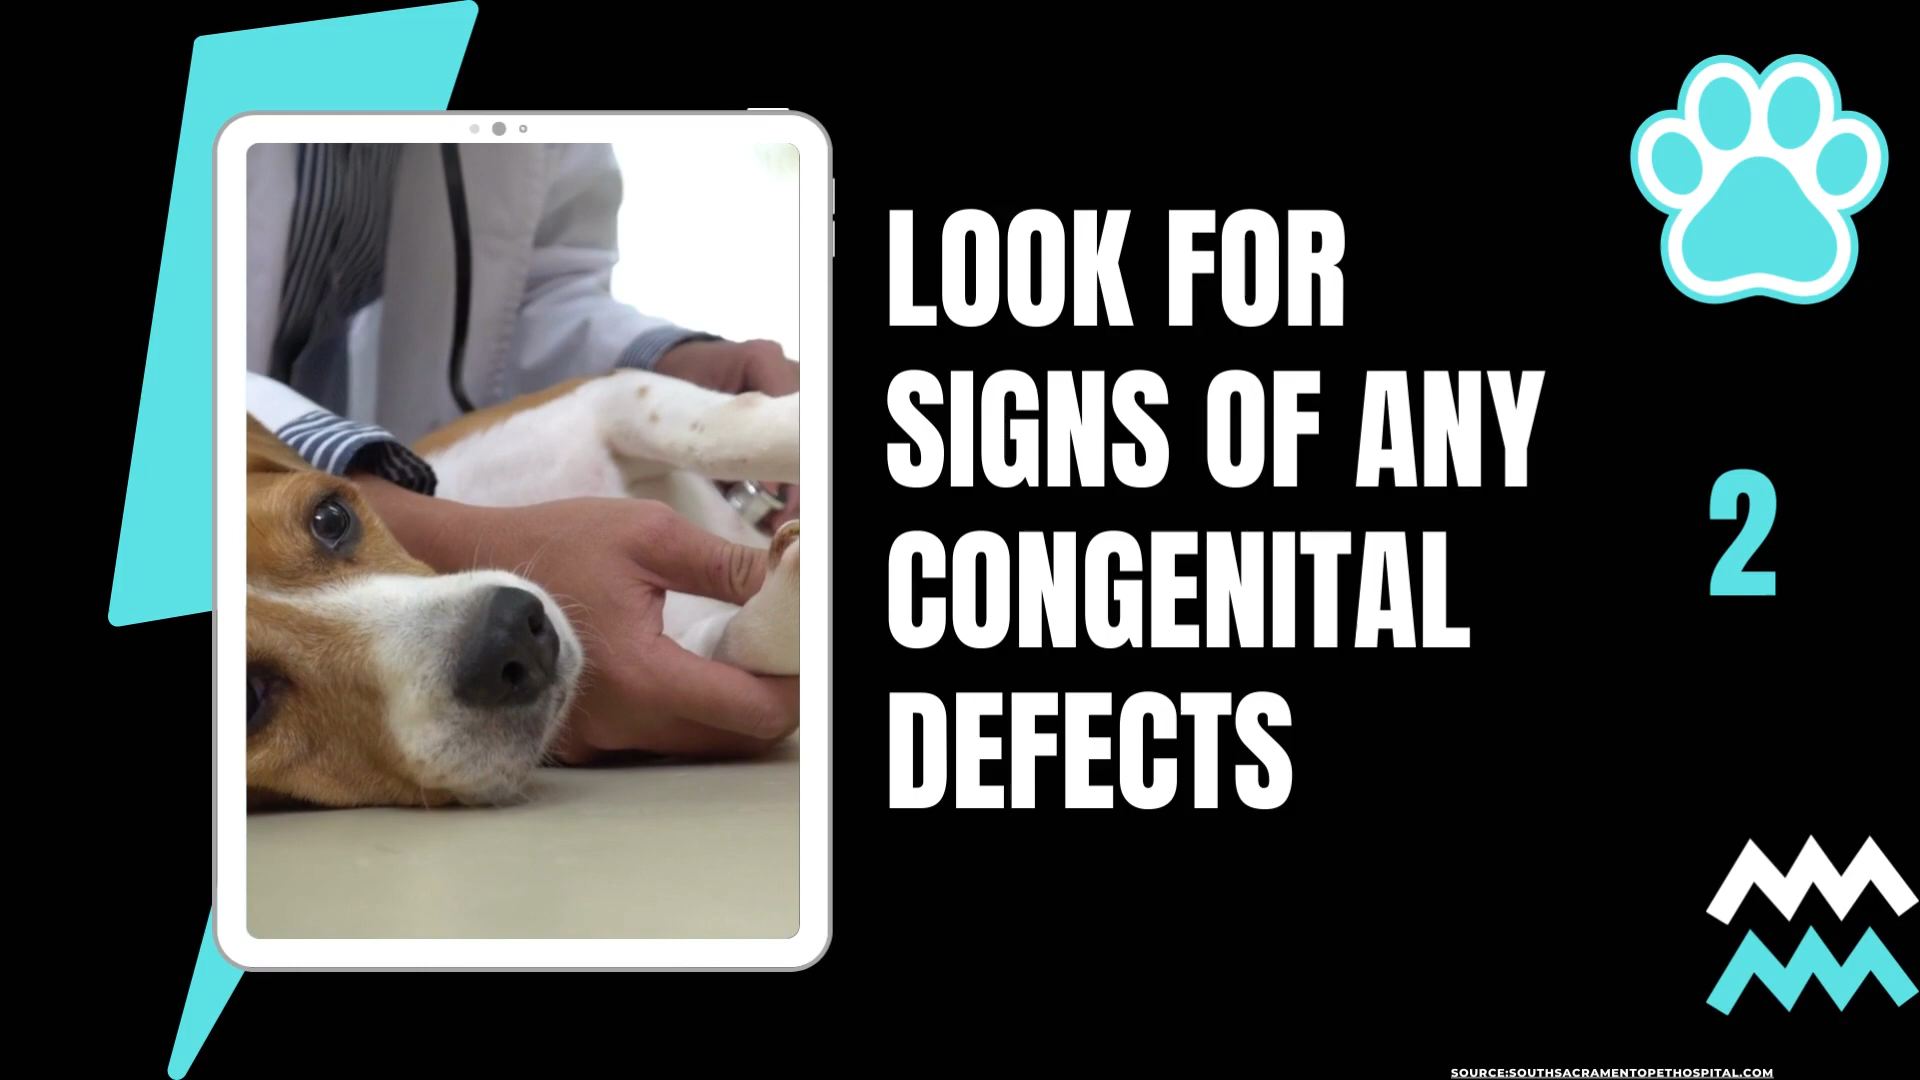 LOOK FOR
SIGNS OF ANY
CONGENITAL
DEFECTS
2
SOURCE:SOUTHSACRAMENTOPETHOSPITAL.COM